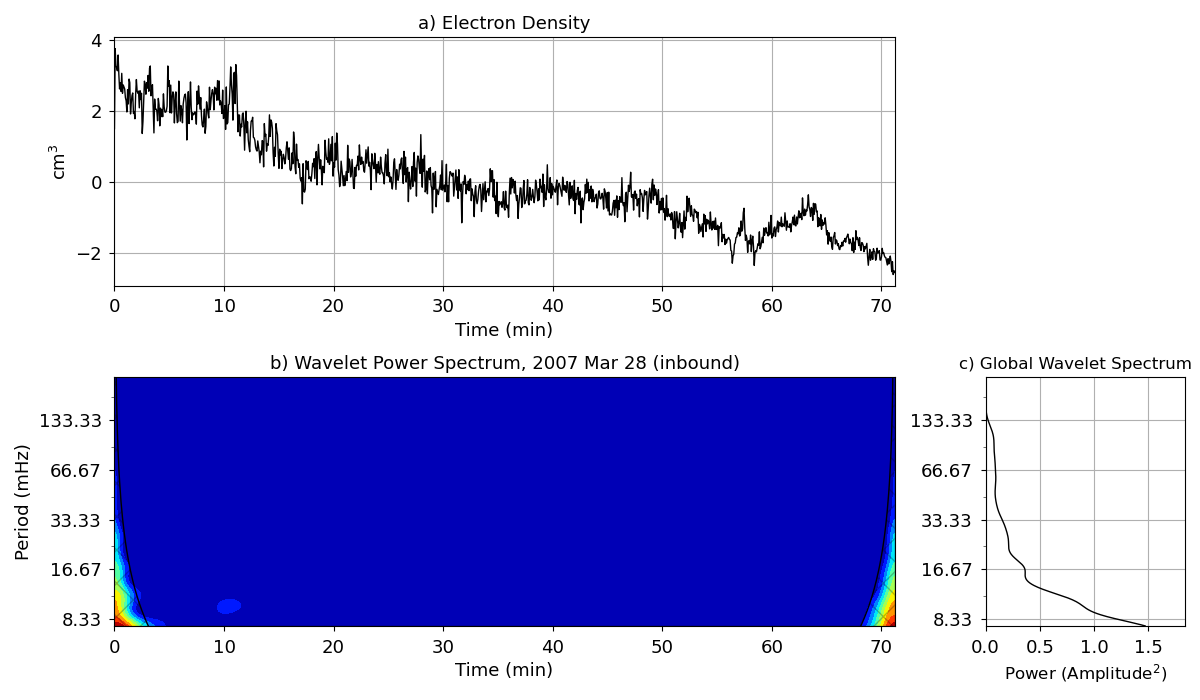 a) Electron Density
cm³
4
2
0
−2
0 10 20 30 40 50 60 70
Time (min)
b) Wavelet Power Spectrum, 2007 Mar 28 (inbound)
Period (mHz)
133.33
66.67
33.33
16.67
8.33
0 10 20 30 40 50 60 70
Time (min)
c) Global Wavelet Spectrum
133.33
66.67
33.33
16.67
8.33
0.0 0.5 1.0 1.5
Power (Amplitude²)